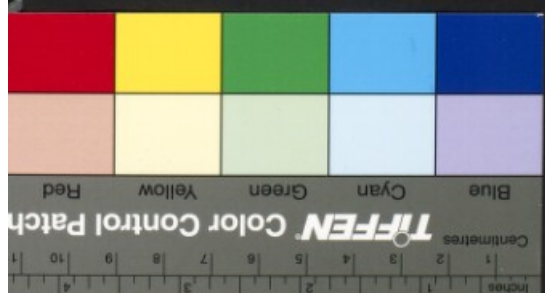 Inches 1 2 3 4
1 2 3 4 5 6 7 8 9 10
Centimetres
TIFFEN® Color Control Patch
Blue Cyan Green Yellow Red